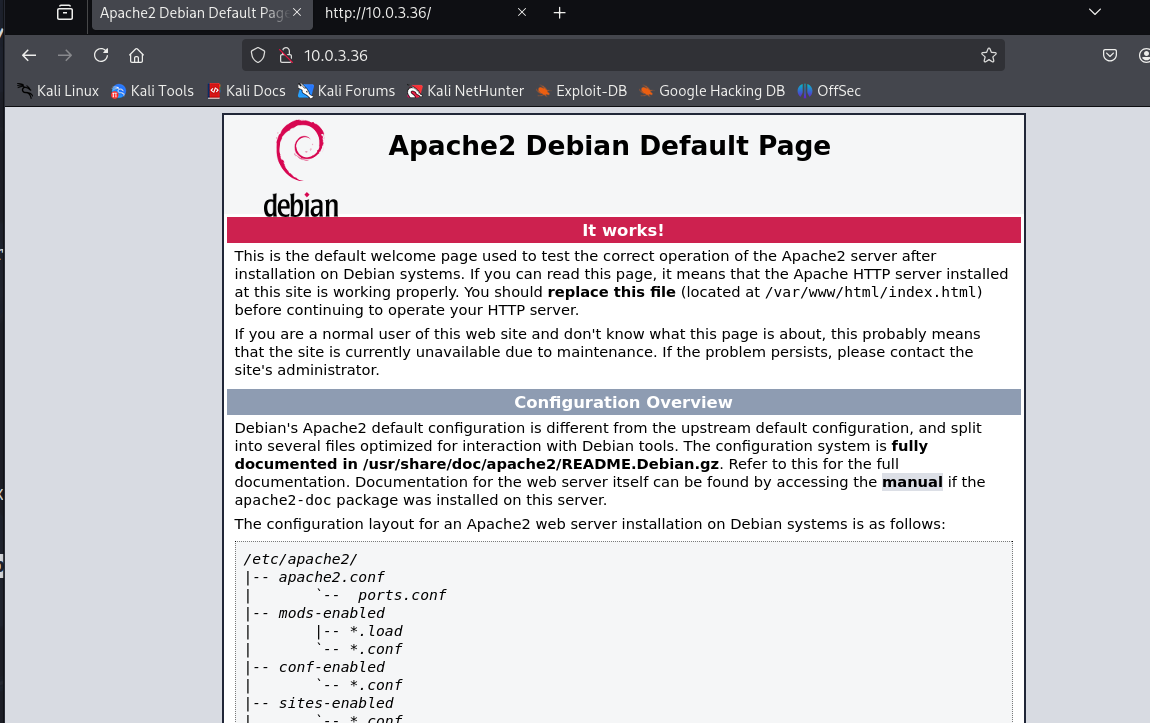 Apache2 Debian Default Page
http://10.0.3.36/
10.0.3.36
Kali Linux
Kali Tools
Kali Docs
Kali Forums
Kali NetHunter
Exploit-DB
Google Hacking DB
OffSec
debian
Apache2 Debian Default Page
It works!
This is the default welcome page used to test the correct operation of the Apache2 server after
installation on Debian systems. If you can read this page, it means that the Apache HTTP server installed
at this site is working properly. You should replace this file (located at /var/www/html/index.html)
before continuing to operate your HTTP server.
If you are a normal user of this web site and don't know what this page is about, this probably means
that the site is currently unavailable due to maintenance. If the problem persists, please contact the
site's administrator.
Configuration Overview
Debian's Apache2 default configuration is different from the upstream default configuration, and split
into several files optimized for interaction with Debian tools. The configuration system is fully
documented in /usr/share/doc/apache2/README.Debian.gz. Refer to this for the full
documentation. Documentation for the web server itself can be found by accessing the manual if the
apache2-doc package was installed on this server.
The configuration layout for an Apache2 web server installation on Debian systems is as follows:
/etc/apache2/
|-- apache2.conf
|       `--  ports.conf
|-- mods-enabled
|       |-- *.load
|       `-- *.conf
|-- conf-enabled
|       `-- *.conf
|-- sites-enabled
|       `-- *.conf